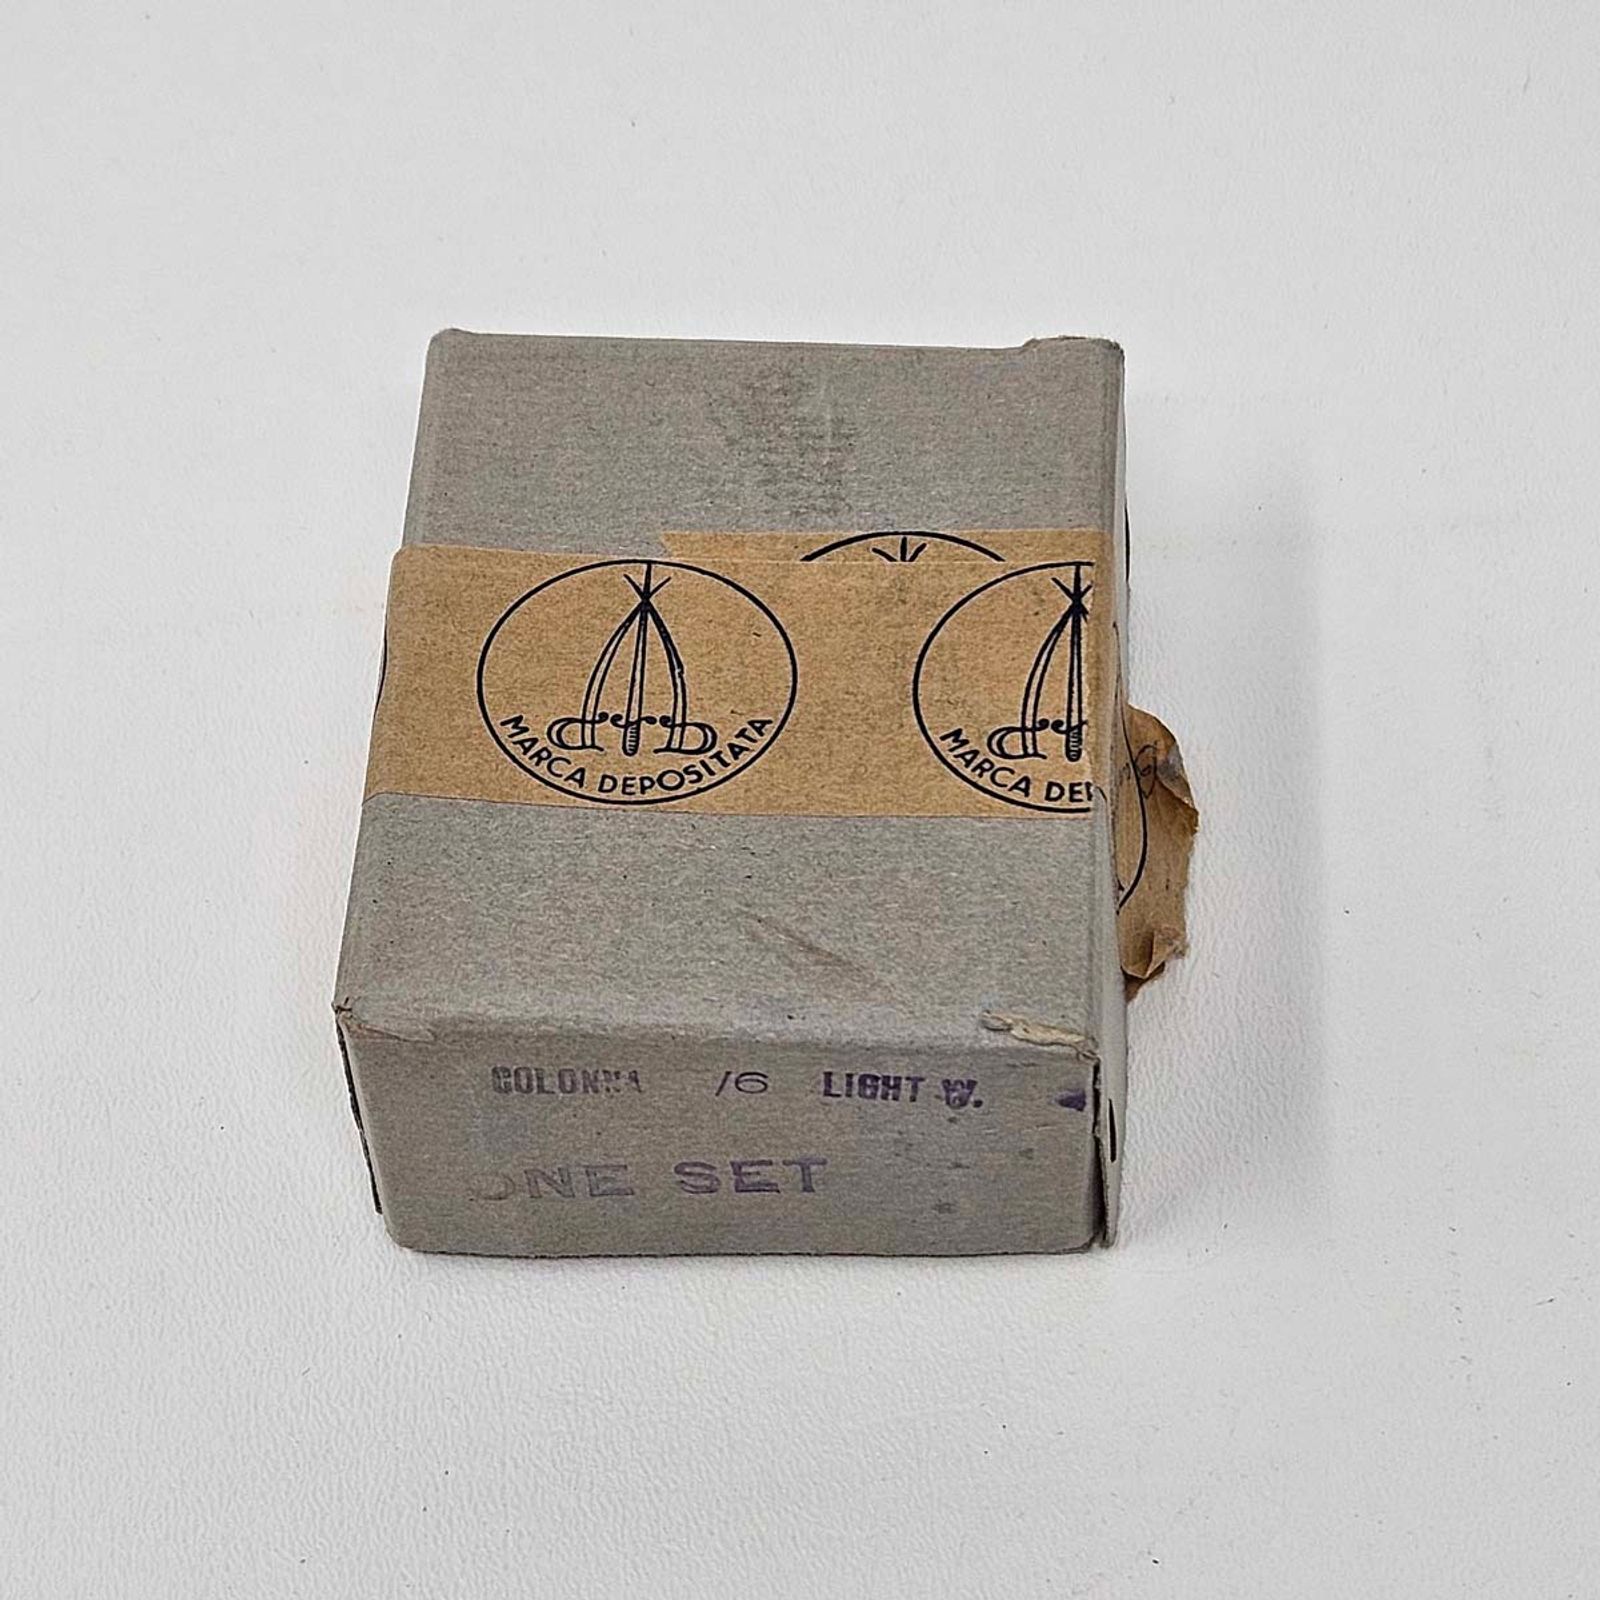 MARCA DEPOSITATA
MARCA DEP
COLONNA /6 LIGHT W.
ONE SET